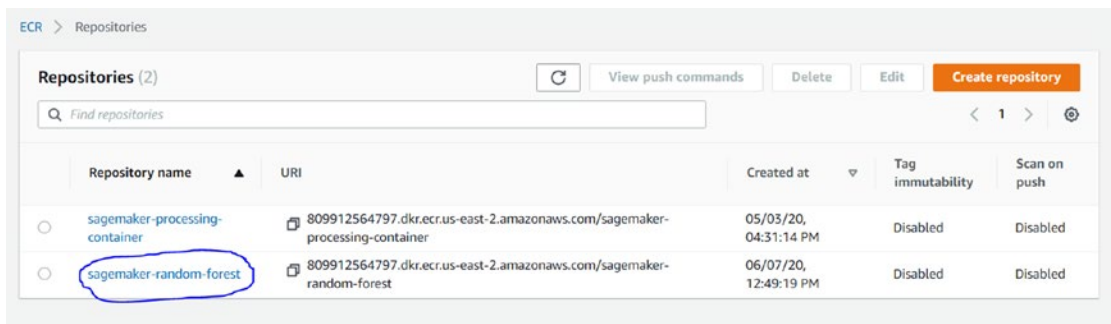 ECR > Repositories
Repositories (2)
View push commands
Delete
Edit
Create repository
Find repositories
< 1 >
Repository name ▲ URI Created at ▽ Tag immutability Scan on push
sagemaker-processing-container 809912564797.dkr.ecr.us-east-2.amazonaws.com/sagemaker-processing-container 05/03/20, 04:31:14 PM Disabled Disabled
sagemaker-random-forest 809912564797.dkr.ecr.us-east-2.amazonaws.com/sagemaker-random-forest 06/07/20, 12:49:19 PM Disabled Disabled